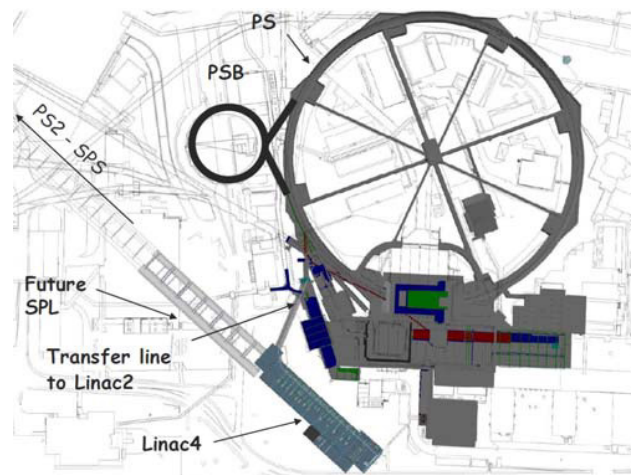 PS
PSB
PS2 - SPS
Future
SPL
Transfer line
to Linac2
Linac4